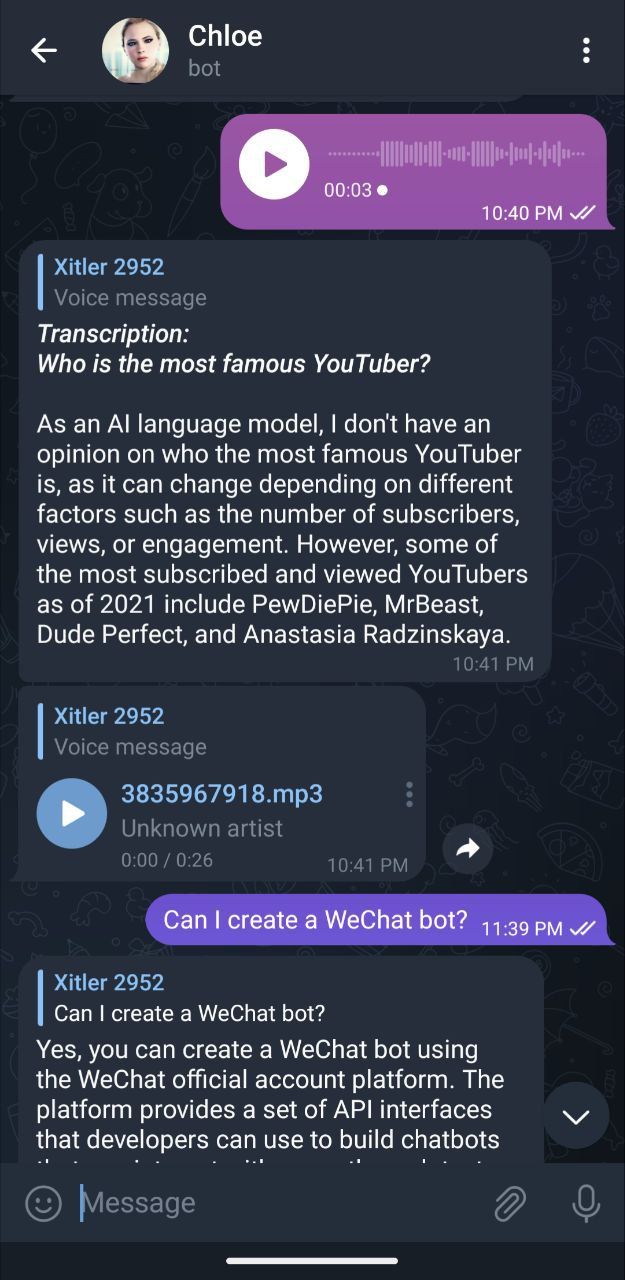 Chloe
bot
00:03
10:40 PM
Xitler 2952
Voice message
Transcription:
Who is the most famous YouTuber?
As an AI language model, I don't have an
opinion on who the most famous YouTuber
is, as it can change depending on different
factors such as the number of subscribers,
views, or engagement. However, some of
the most subscribed and viewed YouTubers
as of 2021 include PewDiePie, MrBeast,
Dude Perfect, and Anastasia Radzinskaya.
10:41 PM
Xitler 2952
Voice message
3835967918.mp3
Unknown artist
0:00 / 0:26
10:41 PM
Can I create a WeChat bot?
11:39 PM
Xitler 2952
Can I create a WeChat bot?
Yes, you can create a WeChat bot using
the WeChat official account platform. The
platform provides a set of API interfaces
that developers can use to build chatbots
Message